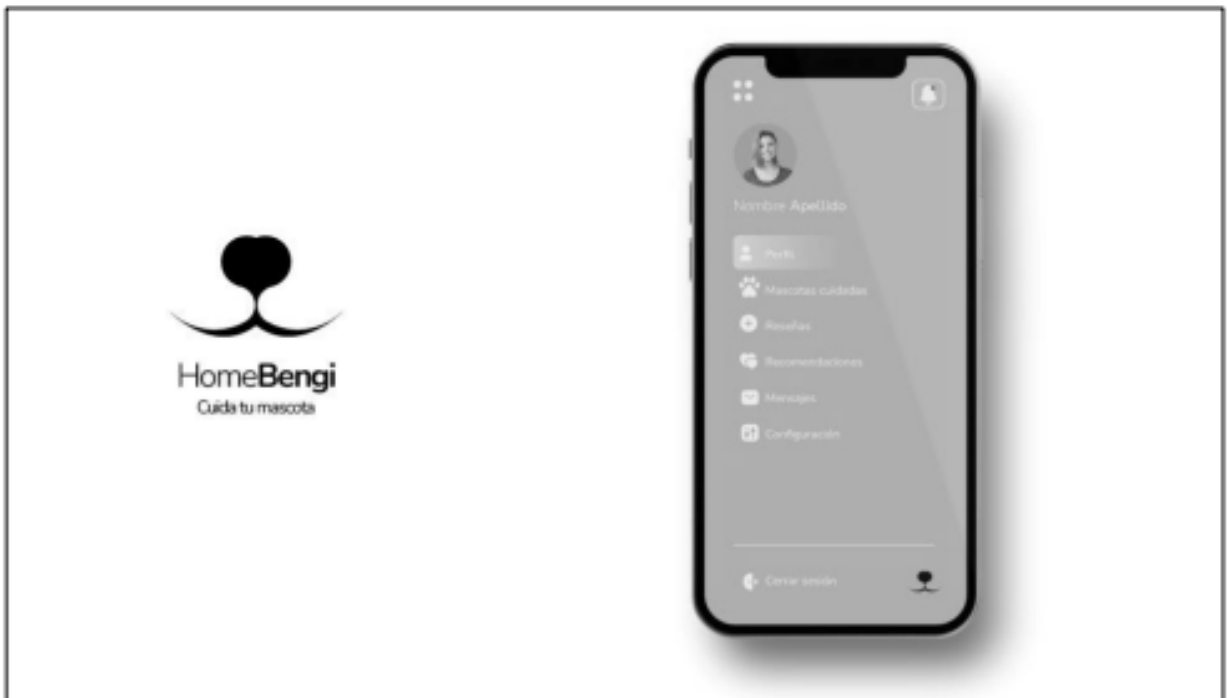 HomeBengi
Cuida tu mascota
Nombre Apellido
Perfil
Mascotas cuidadas
Reseñas
Recomendaciones
Mensajes
Configuración
Cerrar sesión